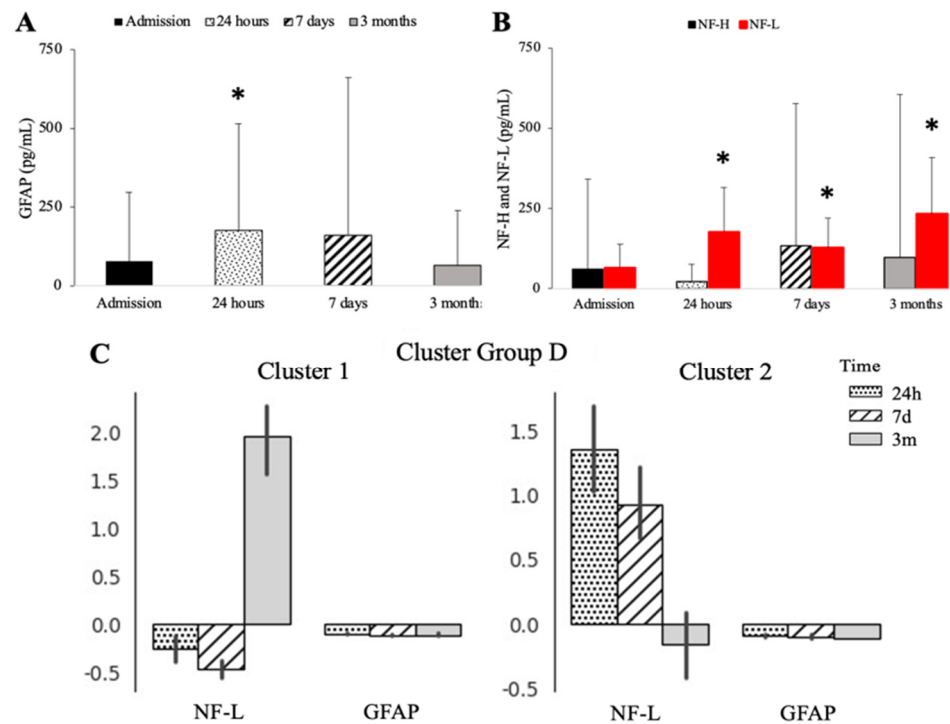 A
Admission 24 hours 7 days 3 months
GFAP (pg/mL)
750
500
250
0
*
Admission 24 hours 7 days 3 months
B
NF-H NF-L
NF-H and NF-L (pg/mL)
750
500
250
0
* * *
Admission 24 hours 7 days 3 months
C
Cluster Group D
Cluster 1
2.0
1.5
1.0
0.5
0.0
-0.5
NF-L GFAP
Cluster 2
1.5
1.0
0.5
0.0
-0.5
NF-L GFAP
Time
24h
7d
3m